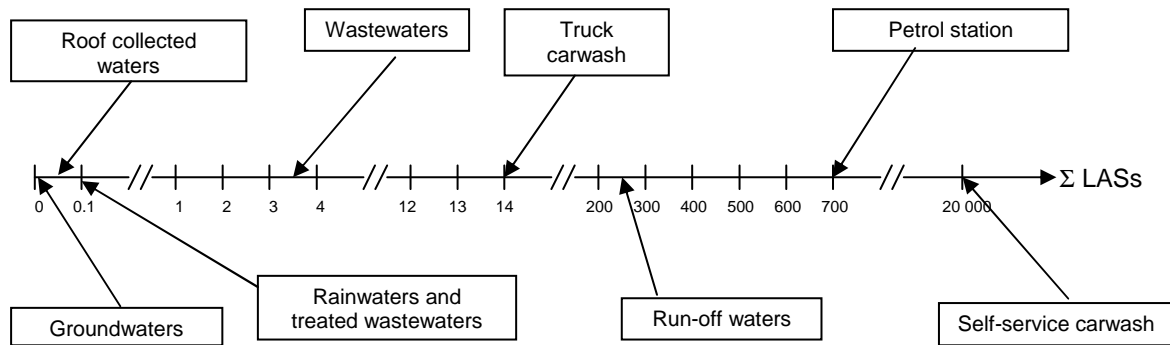 Roof collected
waters
Wastewaters
Truck
carwash
Petrol station
Σ LASs
0 0.1 1 2 3 4 12 13 14 200 300 400 500 600 700 20 000
Groundwaters
Rainwaters and
treated wastewaters
Run-off waters
Self-service carwash